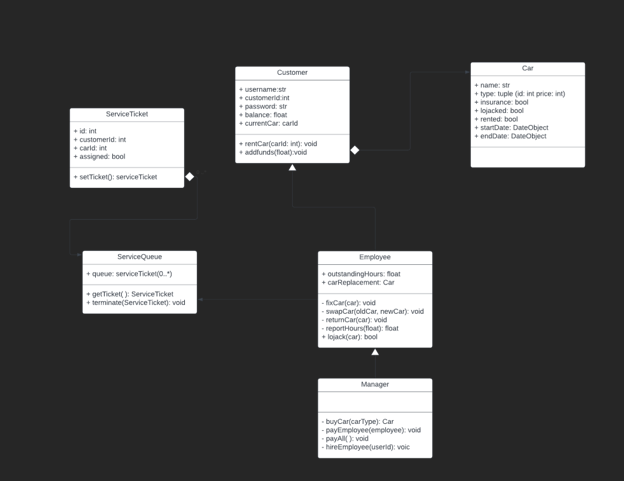 Customer
+ username:str
+ customerId:int
+ password: str
+ balance: float
+ currentCar: carId
+ rentCar(carId: int): void
+ addfunds(float):void
Car
+ name: str
+ type: tuple (id: int price: int)
+ insurance: bool
+ lojacked: bool
+ rented: bool
+ startDate: DateObject
+ endDate: DateObject
ServiceTicket
+ id: int
+ customerId: int
+ carId: int
+ assigned: bool
+ setTicket(): serviceTicket
ServiceQueue
+ queue: serviceTicket(0..*)
+ getTicket( ): ServiceTicket
+ terminate(ServiceTicket): void
Employee
+ outstandingHours: float
+ carReplacement: Car
- fixCar(car): void
- swapCar(oldCar, newCar): void
- returnCar(car): void
- reportHours(float): float
+ lojack(car): bool
Manager
- buyCar(carType): Car
- payEmployee(employee): void
- payAll( ): void
- hireEmployee(userId): voic